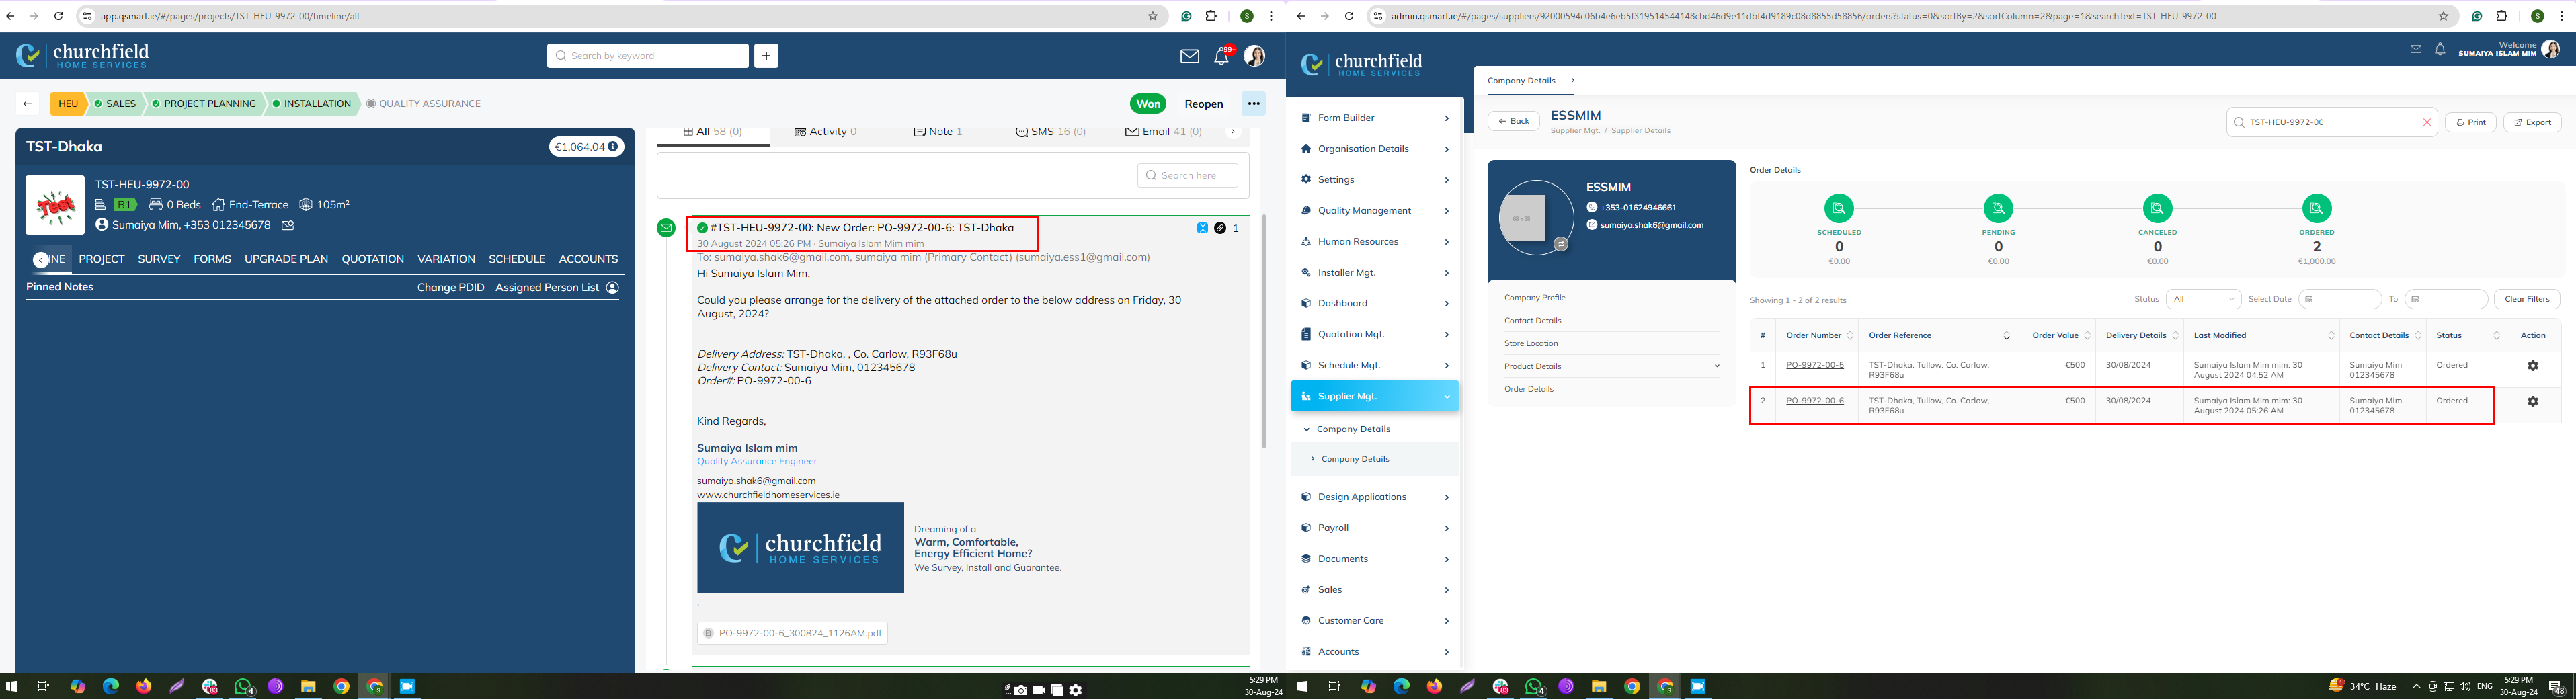 app.qsmart.ie/#/pages/projects/TST-HEU-9972-00/timeline/all
S
churchfield
HOME SERVICES
Search by keyword
+
99+
HEU
SALES
PROJECT PLANNING
INSTALLATION
QUALITY ASSURANCE
Won
Reopen
TST-Dhaka
€1,064.04
Test
TST-HEU-9972-00
B1
0 Beds
End-Terrace
105m²
Sumaiya Mim, +353 012345678
INE
PROJECT
SURVEY
FORMS
UPGRADE PLAN
QUOTATION
VARIATION
SCHEDULE
ACCOUNTS
Pinned Notes
Change PDID
Assigned Person List
All 58 (0)
Activity 0
Note 1
SMS 16 (0)
Email 41 (0)
Search here
#TST-HEU-9972-00: New Order: PO-9972-00-6: TST-Dhaka
1
30 August 2024 05:26 PM · Sumaiya Islam Mim mim
To: sumaiya.shak6@gmail.com, sumaiya mim (Primary Contact) (sumaiya.ess1@gmail.com)
Hi Sumaiya Islam Mim,
Could you please arrange for the delivery of the attached order to the below address on Friday, 30
August, 2024?
Delivery Address: TST-Dhaka, , Co. Carlow, R93F68u
Delivery Contact: Sumaiya Mim, 012345678
Order#: PO-9972-00-6
Kind Regards,
Sumaiya Islam mim
Quality Assurance Engineer
sumaiya.shak6@gmail.com
www.churchfieldhomeservices.ie
churchfield
HOME SERVICES
Dreaming of a
Warm, Comfortable,
Energy Efficient Home?
We Survey, Install and Guarantee.
PO-9972-00-6_300824_1126AM.pdf
5:29 PM
30-Aug-24
admin.qsmart.ie/#/pages/suppliers/92000594c06b4e6eb5f319514544148cbd46d9e11dbf4d9189c08d8855d58856/orders?status=0&sortBy=2&sortColumn=2&page=1&searchText=TST-HEU-9972-00
S
churchfield
HOME SERVICES
Welcome
SUMAIYA ISLAM MIM
Company Details
Form Builder
Organisation Details
Settings
Quality Management
Human Resources
Installer Mgt.
Dashboard
Quotation Mgt.
Schedule Mgt.
Supplier Mgt.
Company Details
Company Details
Design Applications
Payroll
Documents
Sales
Customer Care
Accounts
Back
ESSMIM
Supplier Mgt. / Supplier Details
TST-HEU-9972-00
Print
Export
ESSMIM
+353-01624946661
sumaiya.shak6@gmail.com
Company Profile
Contact Details
Store Location
Product Details
Order Details
Order Details
SCHEDULED
0
€0.00
PENDING
0
€0.00
CANCELED
0
€0.00
ORDERED
2
€1,000.00
Showing 1 - 2 of 2 results
Status
All
Select Date
To
Clear Filters
# Order Number Order Reference Order Value Delivery Details Last Modified Contact Details Status Action
1 PO-9972-00-5 TST-Dhaka, Tullow, Co. Carlow, €500 30/08/2024 Sumaiya Islam Mim mim: 30 Sumaiya Mim Ordered
R93F68u August 2024 04:52 AM 012345678
2 PO-9972-00-6 TST-Dhaka, Tullow, Co. Carlow, €500 30/08/2024 Sumaiya Islam Mim mim: 30 Sumaiya Mim Ordered
R93F68u August 2024 05:26 AM 012345678
34°C Haze
ENG
5:29 PM
30-Aug-24